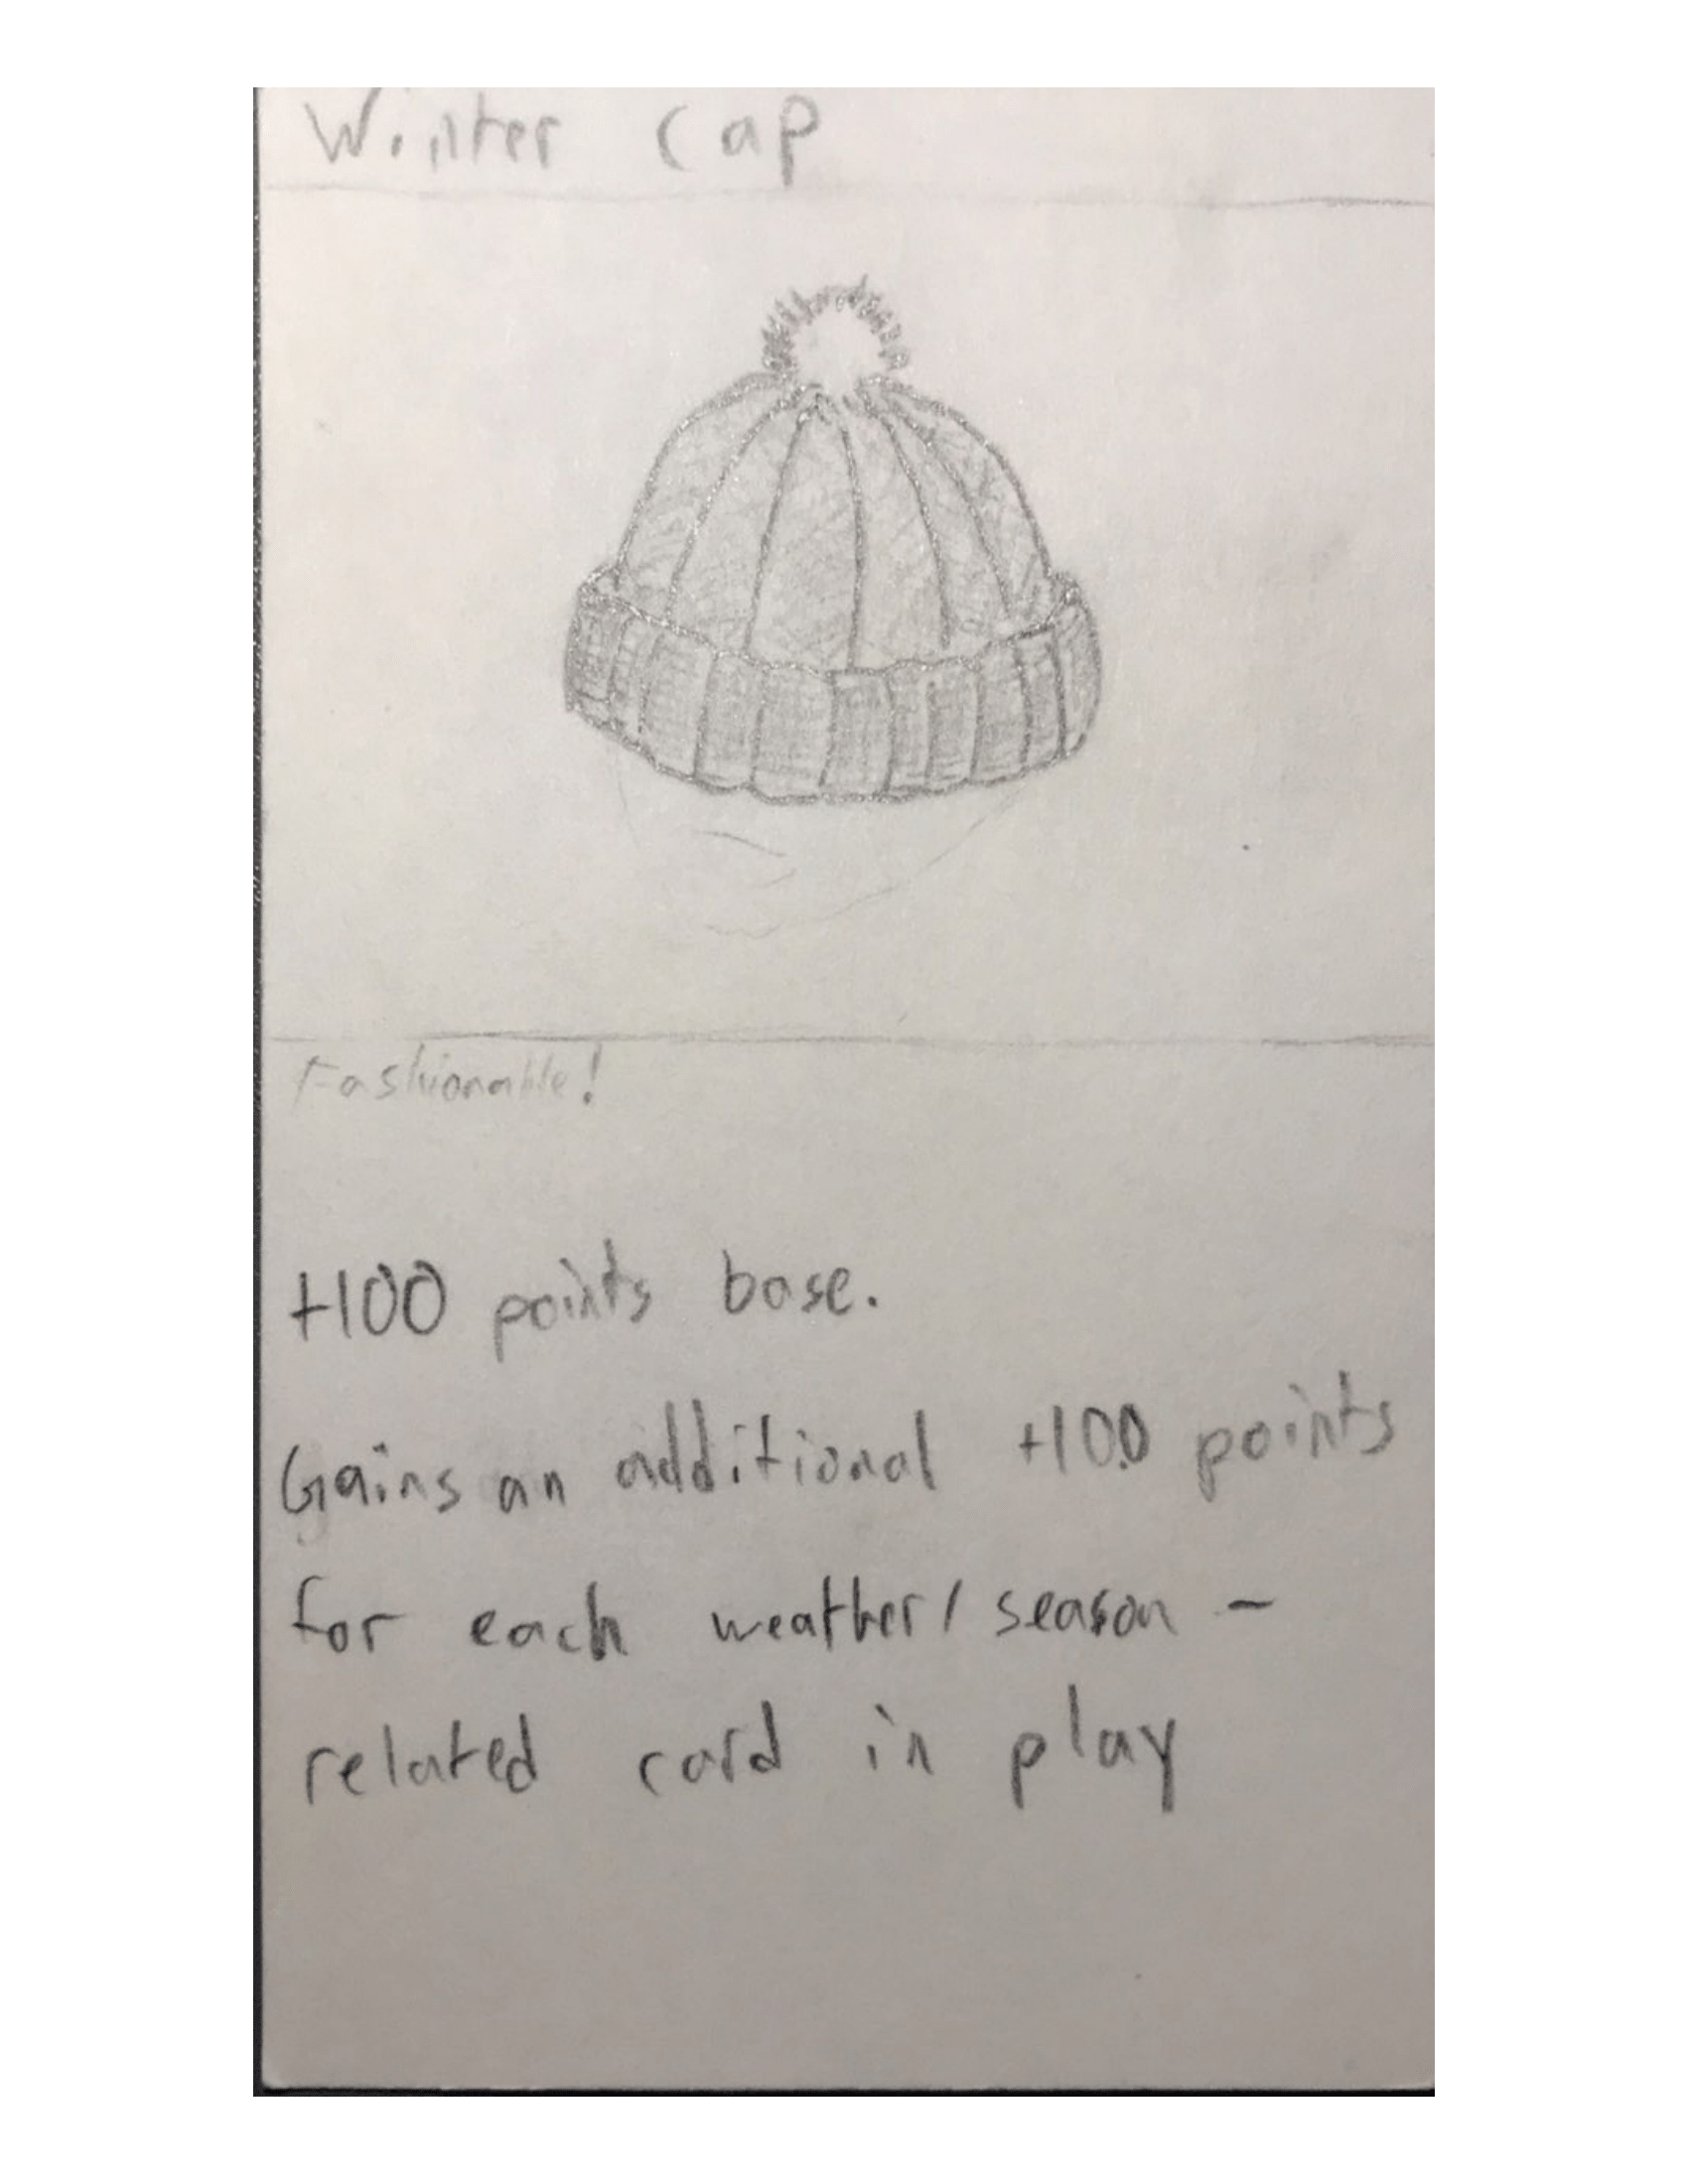 Winter cap
Fashionable!
+100 points base.
Gains an additional +100 points
for each weather/season-
related card in play